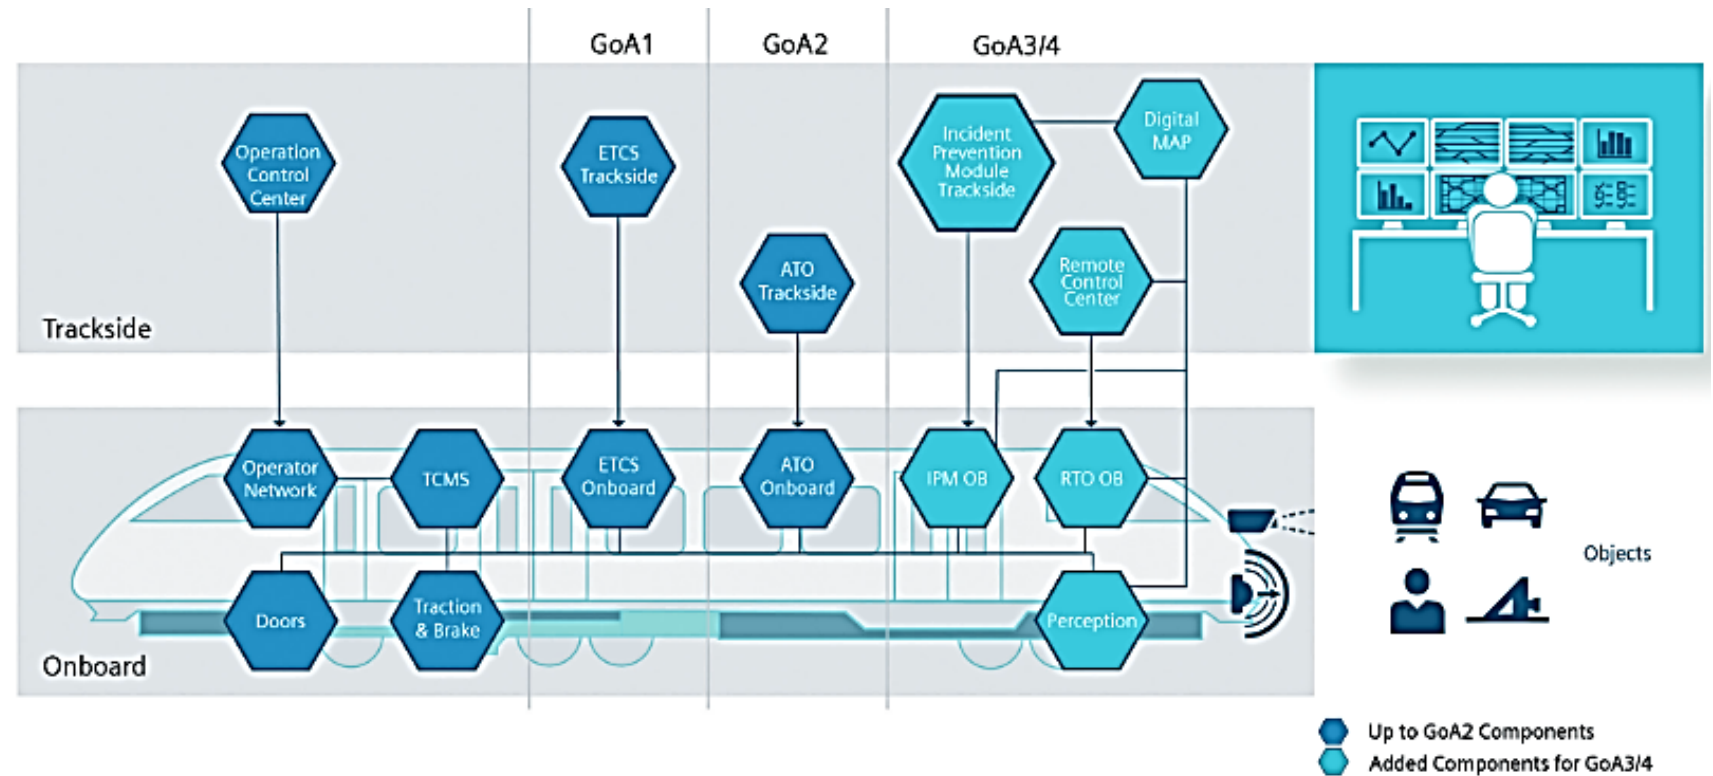 GoA1
GoA2
GoA3/4
Operation
Control
Center
ETCS
Trackside
ATO
Trackside
Incident
Prevention
Module
Trackside
Digital
MAP
Remote
Control
Center
Trackside
Operator
Network
TCMS
ETCS
Onboard
ATO
Onboard
IPM OB
RTO OB
Doors
Traction
& Brake
Perception
Onboard
Objects
Up to GoA2 Components
Added Components for GoA3/4